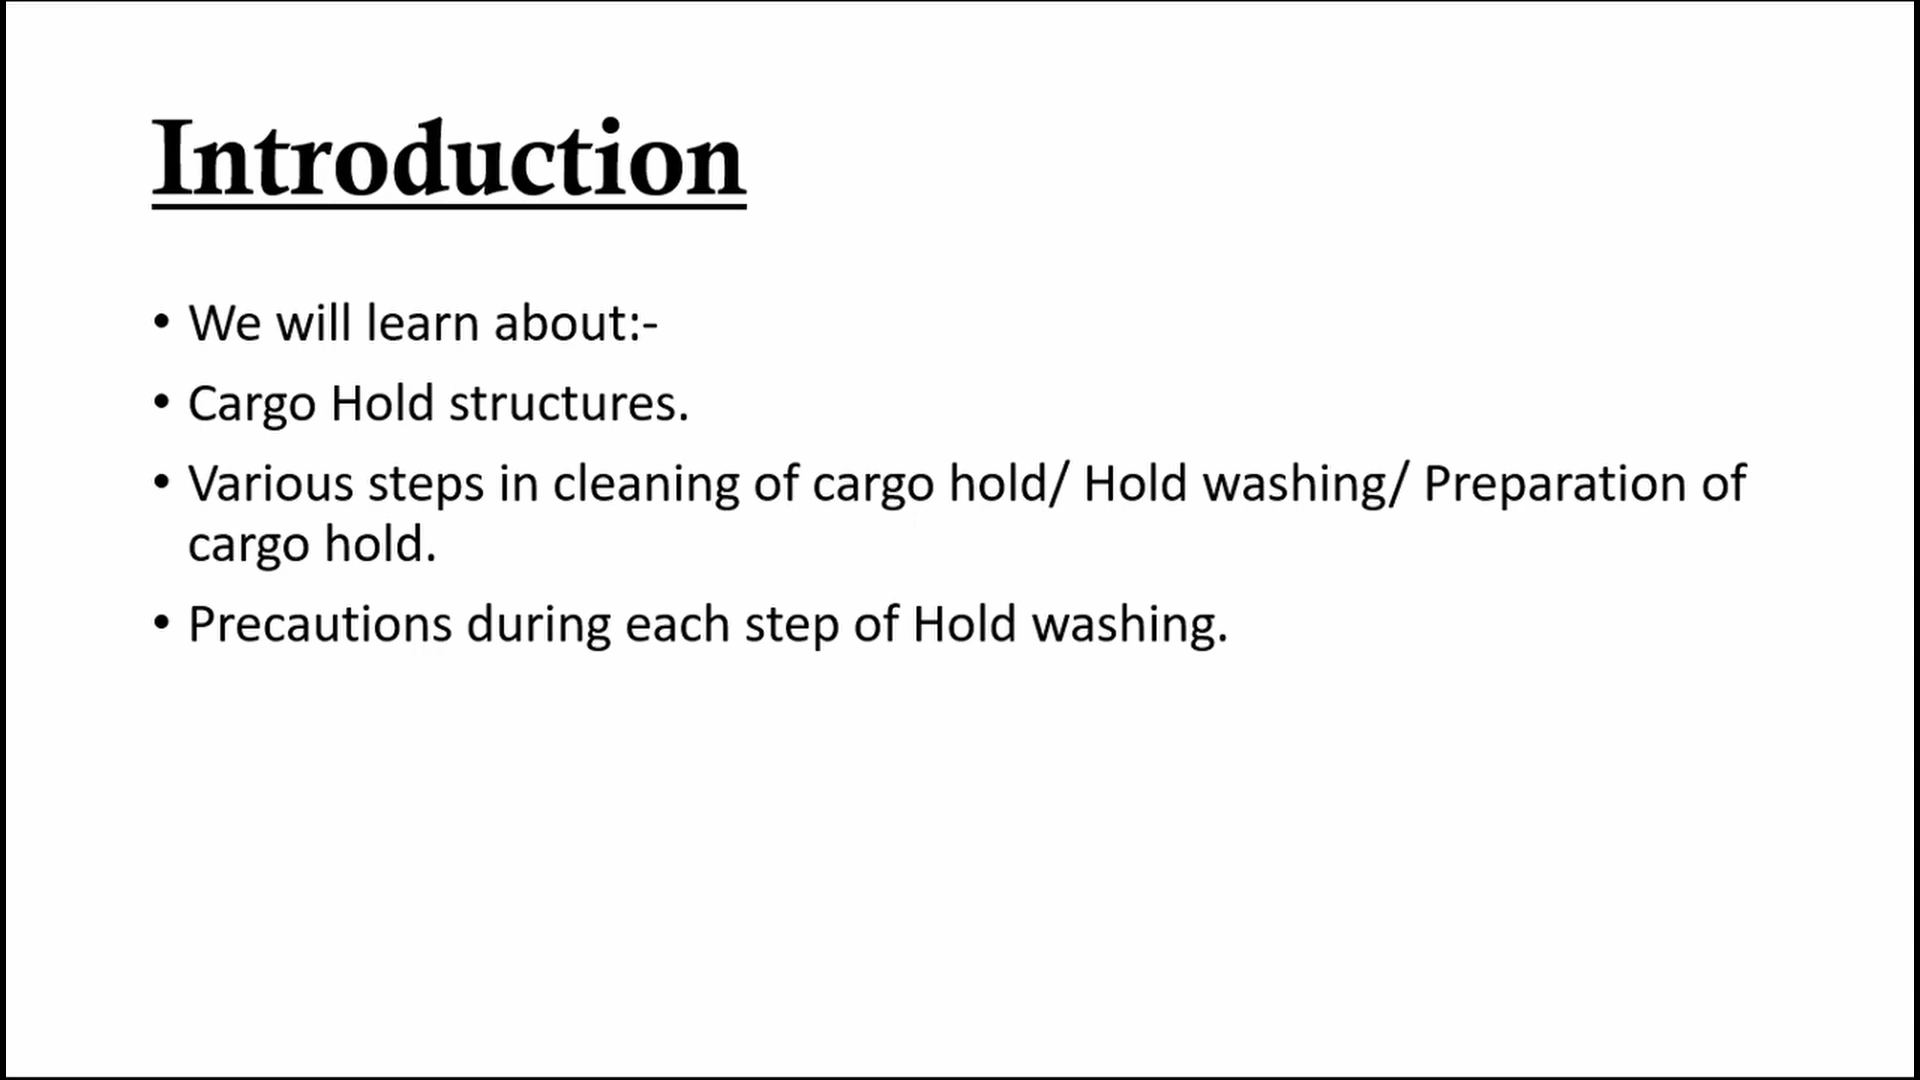 Introduction
• We will learn about:-
• Cargo Hold structures.
• Various steps in cleaning of cargo hold/ Hold washing/ Preparation of
cargo hold.
• Precautions during each step of Hold washing.